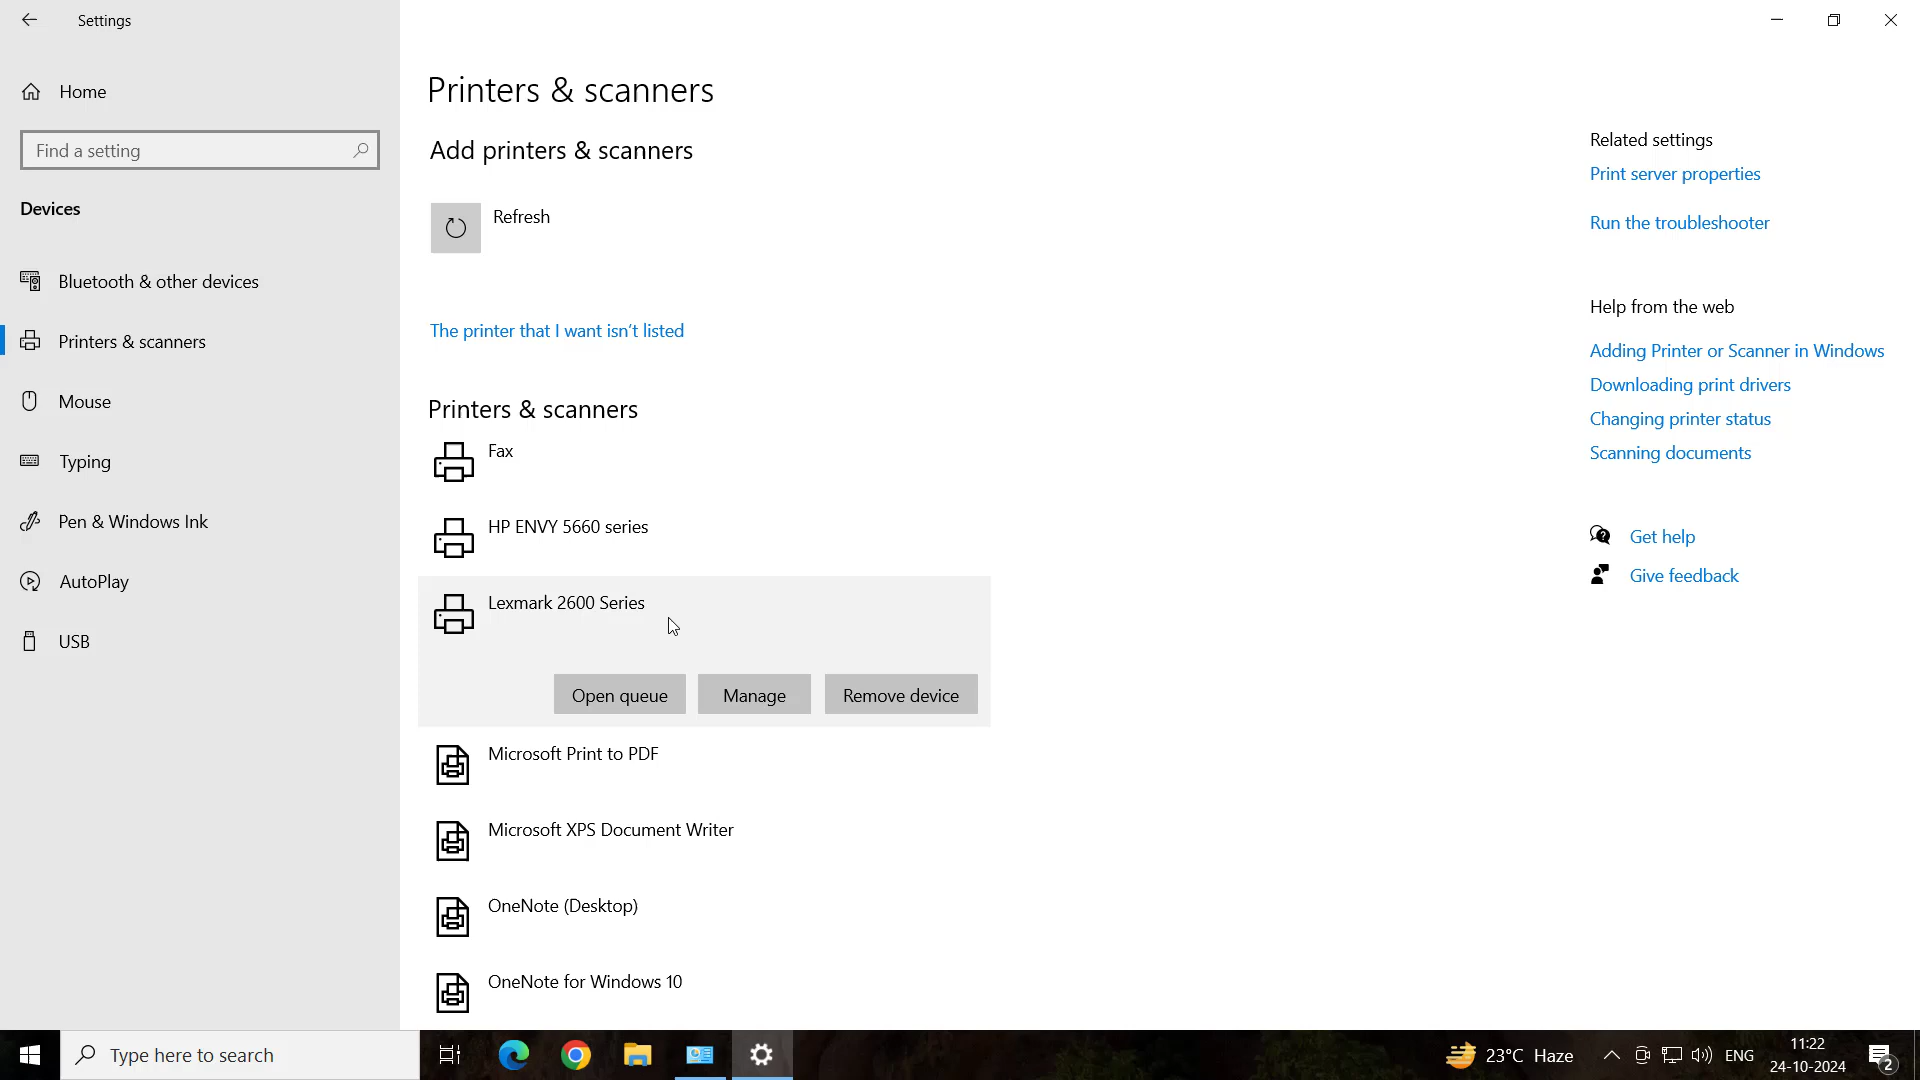 Settings
Home
Find a setting
Devices
Bluetooth & other devices
Printers & scanners
Mouse
Typing
Pen & Windows Ink
AutoPlay
USB
Printers & scanners
Add printers & scanners
Refresh
The printer that I want isn't listed
Printers & scanners
Fax
HP ENVY 5660 series
Lexmark 2600 Series
Open queue
Manage
Remove device
Microsoft Print to PDF
Microsoft XPS Document Writer
OneNote (Desktop)
OneNote for Windows 10
Related settings
Print server properties
Run the troubleshooter
Help from the web
Adding Printer or Scanner in Windows
Downloading print drivers
Changing printer status
Scanning documents
Get help
Give feedback
Type here to search
23°C Haze
ENG
11:22
24-10-2024
2